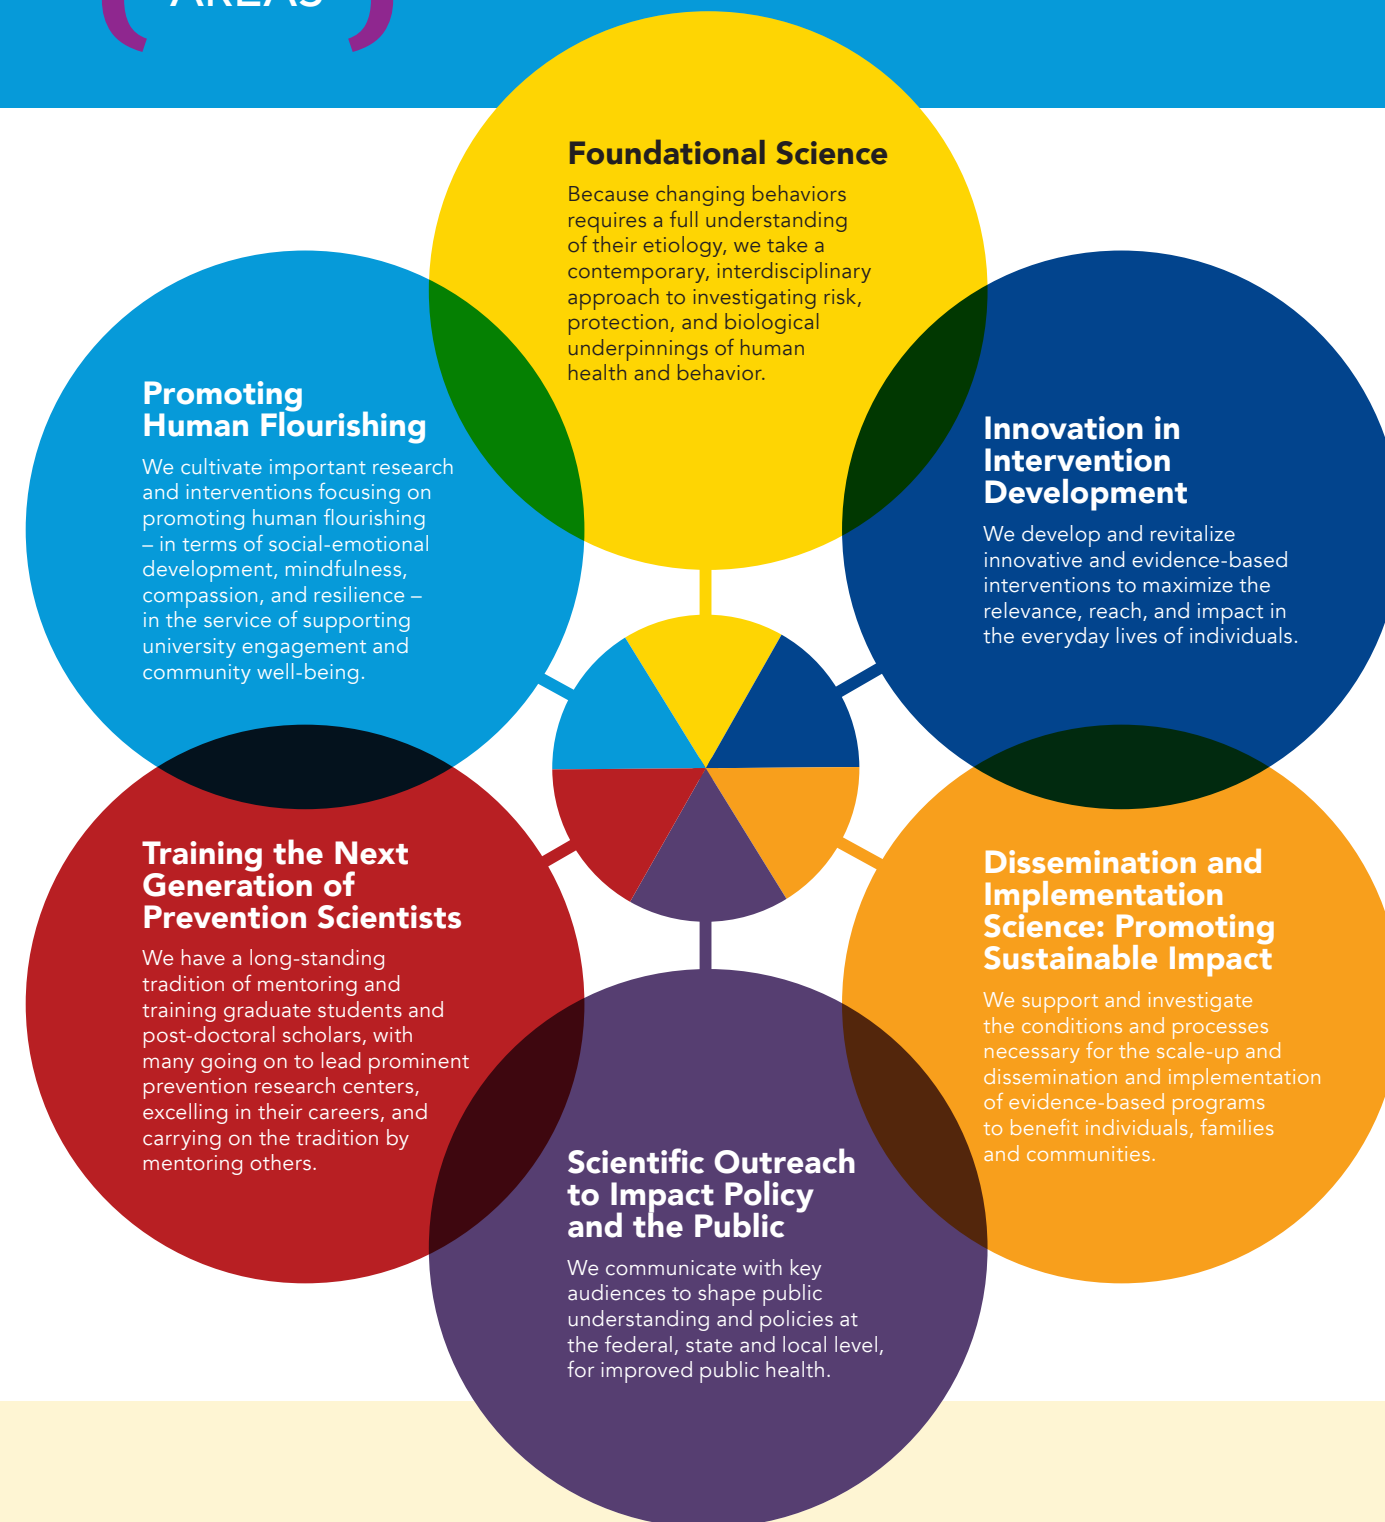 AREAS
Foundational Science
Because changing behaviors
requires a full understanding
of their etiology, we take a
contemporary, interdisciplinary
approach to investigating risk,
protection, and biological
underpinnings of human
health and behavior.
Promoting
Human Flourishing
We cultivate important research
and interventions focusing on
promoting human flourishing
– in terms of social-emotional
development, mindfulness,
compassion, and resilience –
in the service of supporting
university engagement and
community well-being.
Innovation in
Intervention
Development
We develop and revitalize
innovative and evidence-based
interventions to maximize the
relevance, reach, and impact in
the everyday lives of individuals.
Training the Next
Generation of
Prevention Scientists
We have a long-standing
tradition of mentoring and
training graduate students and
post-doctoral scholars, with
many going on to lead prominent
prevention research centers,
excelling in their careers, and
carrying on the tradition by
mentoring others.
Dissemination and
Implementation
Science: Promoting
Sustainable Impact
We support and investigate
the conditions and processes
necessary for the scale-up and
dissemination and implementation
of evidence-based programs
to benefit individuals, families
and communities.
Scientific Outreach
to Impact Policy
and the Public
We communicate with key
audiences to shape public
understanding and policies at
the federal, state and local level,
for improved public health.